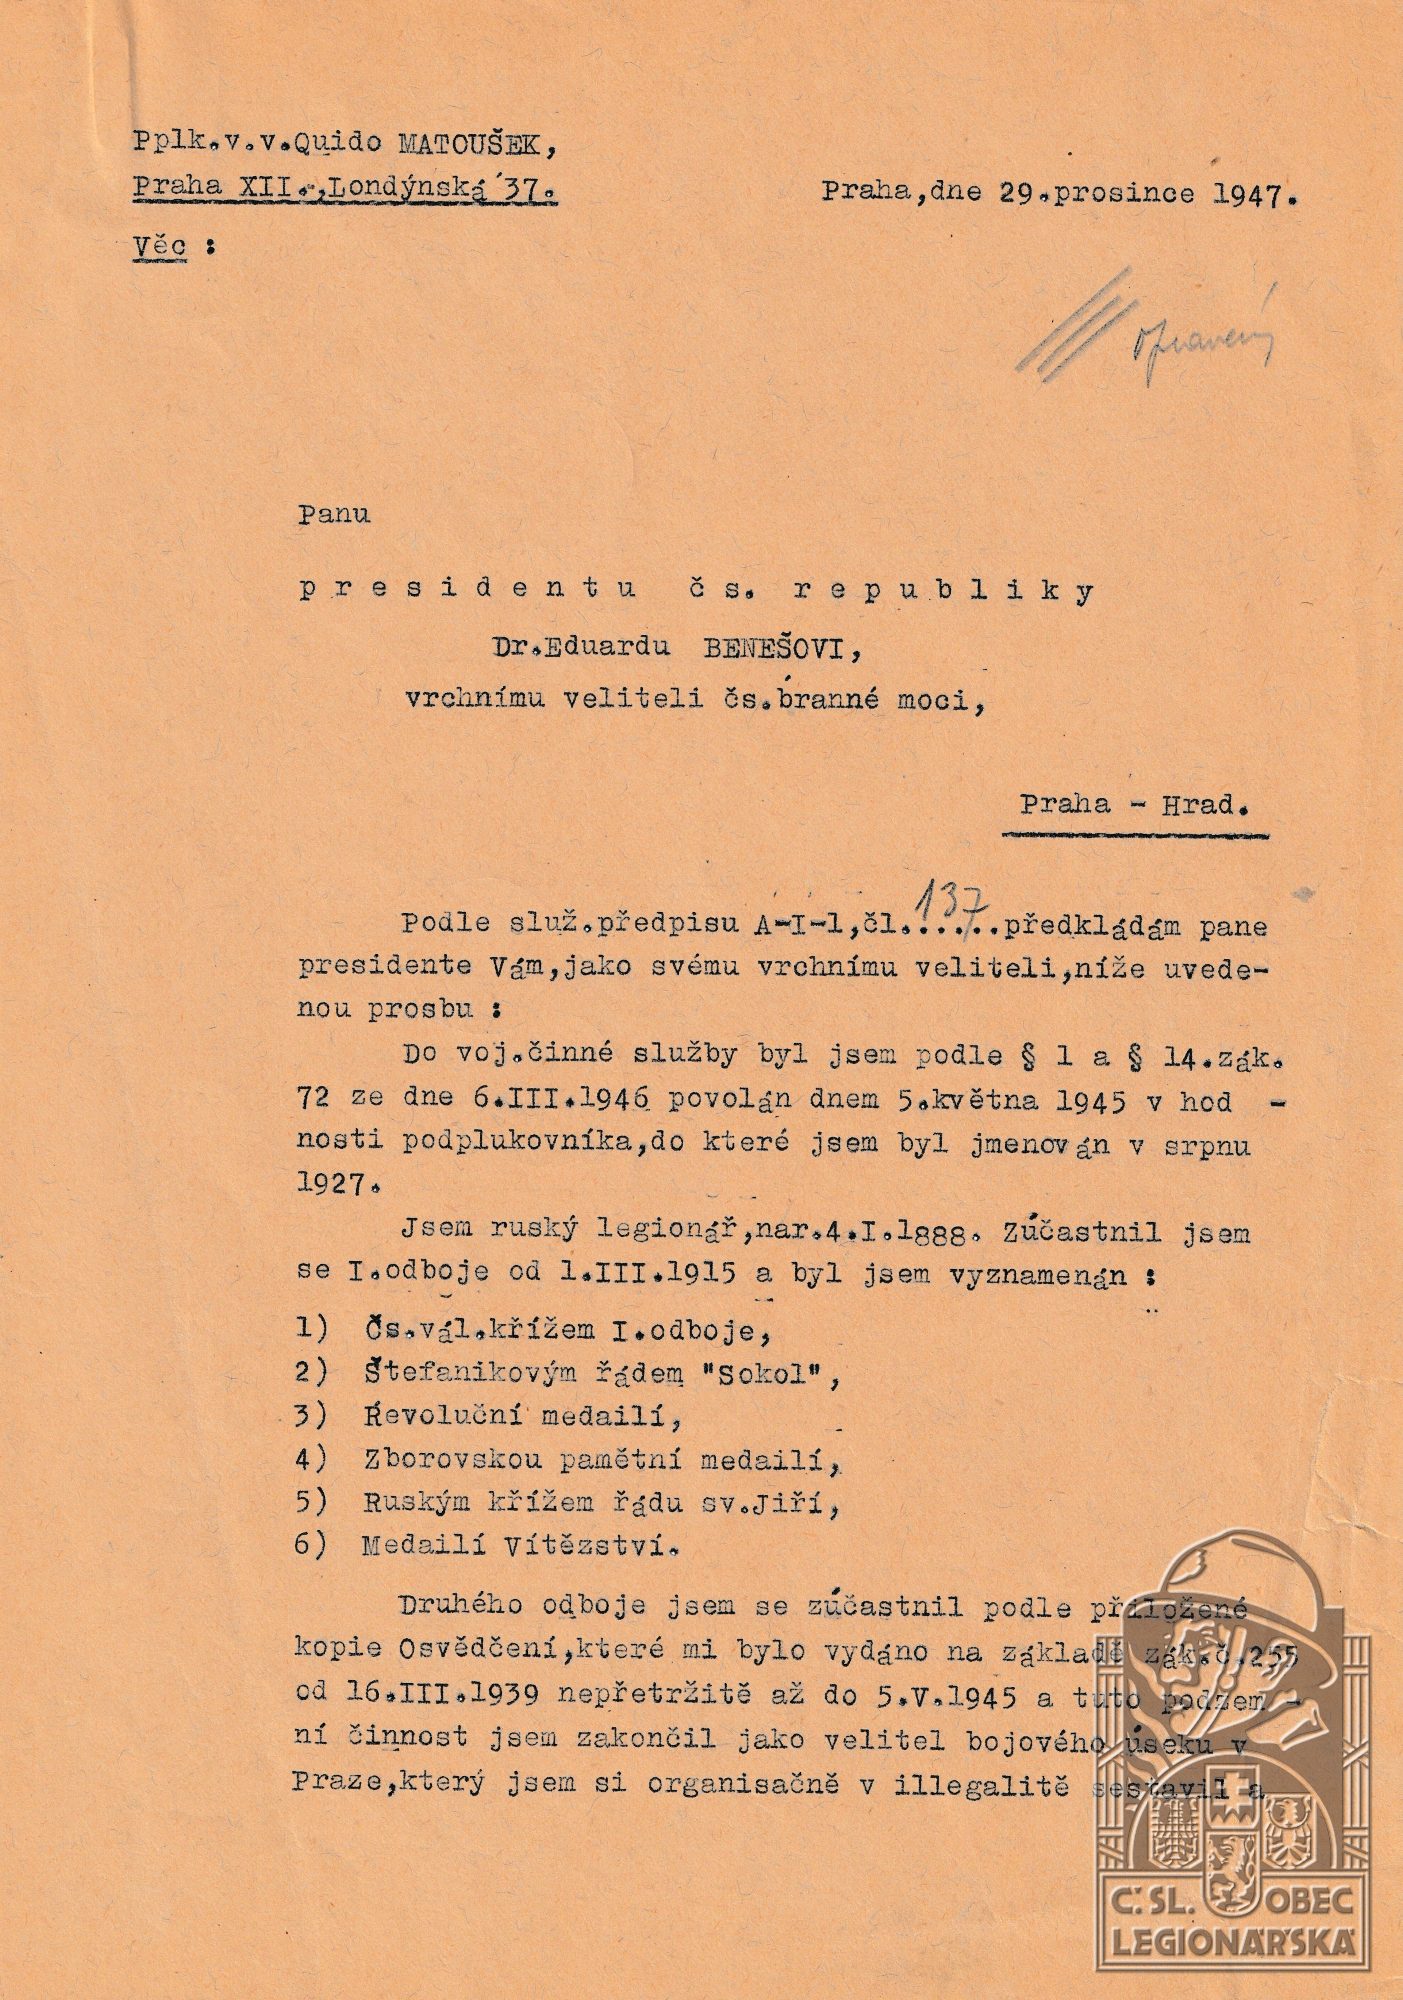 Pplk.v.v.Quido MATOUŠEK,
Praha XII.,Londýnská 37.
Praha,dne 29.prosince 1947.
Věc :
opravený
Panu
presidentu čs. republiky
Dr.Eduardu BENEŠOVI,
vrchnímu veliteli čs.branné moci,
Praha - Hrad.
Podle služ.předpisu A-I-1,čl.137.....předkládám pane
presidente Vám,jako svému vrchnímu veliteli,níže uvede-
nou prosbu :
Do voj.činné služby byl jsem podle § 1 a § 14.zák.
72 ze dne 6.III.1946 povolán dnem 5.května 1945 v hod -
nosti podplukovníka,do které jsem byl jmenován v srpnu
1927.
Jsem ruský legionář,nar.4.I.1888. Zúčastnil jsem
se I.odboje od 1.III.1915 a byl jsem vyznamenán :
1) Čs.vál.křížem I.odboje,
2) Štefanikovým řádem "Sokol",
3) Revoluční medailí,
4) Zborovskou pamětní medailí,
5) Ruským křížem řádu sv.Jiří,
6) Medailí Vítězství.
Druhého odboje jsem se zúčastnil podle přiložené
kopie Osvědčení,které mi bylo vydáno na základě zák.č.255
od 16.III.1939 nepřetržitě až do 5.V.1945 a tuto podzem -
ní činnost jsem zakončil jako velitel bojového úseku v
Praze,který jsem si organisačně v illegalitě sestavil a
Č.SL. OBEC
LEGIONÁŘSKÁ